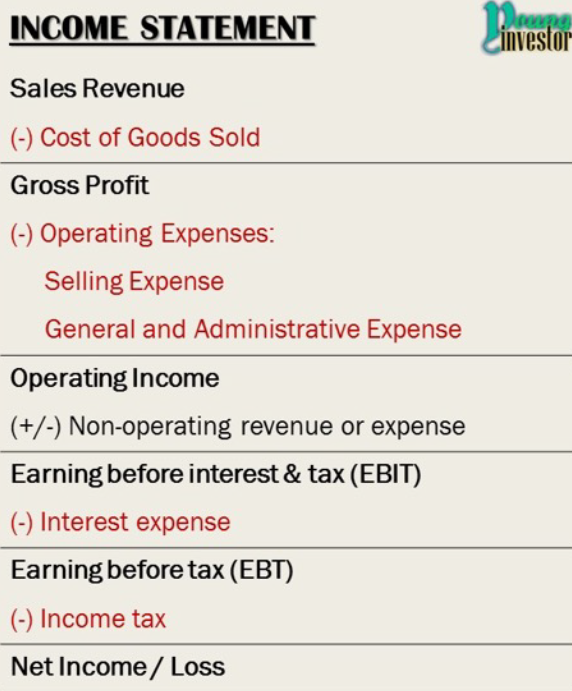 INCOME STATEMENT
Young
investor
Sales Revenue
(-) Cost of Goods Sold
Gross Profit
(-) Operating Expenses:
Selling Expense
General and Administrative Expense
Operating Income
(+/-) Non-operating revenue or expense
Earning before interest & tax (EBIT)
(-) Interest expense
Earning before tax (EBT)
(-) Income tax
Net Income / Loss